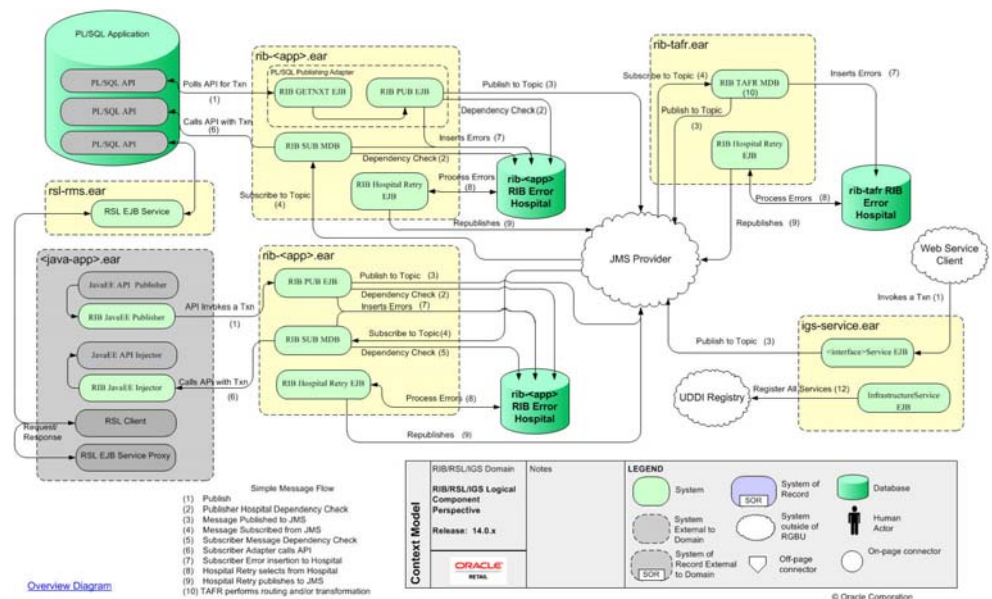 PL/SQL Application
PL/SQL API
PL/SQL API
PL/SQL API
Polls API for Txn
(1)
Calls API with Txn
(6)
rib-<app>.ear
PL/SQL Publishing Adapter
RIB GETNXT EJB
RIB PUB EJB
RIB SUB MDB
RIB Hospital Retry
EJB
Publish to Topic (3)
Dependency Check (2)
Inserts Errors (7)
Dependency Check (2)
Process Errors
(8)
rib-<app>
RIB Error
Hospital
Subscribe to Topic
(4)
Republishes (9)
rib-tafr.ear
Subscribe to Topic (4)
RIB TAFR MDB
(10)
Inserts Errors (7)
Publish to Topic
(3)
RIB Hospital Retry
EJB
Process Errors (8)
rib-tafr RIB
Error
Hospital
Republishes (9)
rsl-rms.ear
RSL EJB Service
JMS Provider
Web Service
Client
Invokes a Txn (1)
<java-app>.ear
JavaEE API Publisher
RIB JavaEE Publisher
JavaEE API Injector
RIB JavaEE Injector
RSL Client
RSL EJB Service Proxy
API Invokes a Txn
(1)
Calls API with Txn
(6)
Request/
Response
rib-<app>.ear
RIB PUB EJB
RIB SUB MDB
RIB Hospital Retry EJB
Publish to Topic (3)
Dependency Check (2)
Inserts Errors (7)
Subscribe to Topic(4)
Dependency Check (5)
Process Errors (8)
rib-<app>
RIB Error
Hospital
Republishes (9)
igs-service.ear
Publish to Topic (3)
<interface>Service EJB
UDDI Registry
Register All Services (12)
InfrastructureService
EJB
Simple Message Flow
(1) Publish
(2) Publisher Hospital Dependency Check
(3) Message Published to JMS
(4) Message Subscribed from JMS
(5) Subscriber Message Dependency Check
(6) Subscriber Adapter calls API
(7) Subscriber Error insertion to Hospital
(8) Hospital Retry selects from Hospital
(9) Hospital Retry publishes to JMS
(10) TAFR performs routing and/or transformation
Overview Diagram
Context Model
RIB/RSL/IGS Domain
RIB/RSL/IGS Logical
Component
Perspective
Release: 14.0.x
ORACLE
RETAIL
Notes
LEGEND
System
SOR
System of
Record
Database
System
External to
Domain
System
outside of
RGBU
Human
Actor
SOR
System of
Record External
to Domain
Off-page
connector
On-page connector
© Oracle Corporation